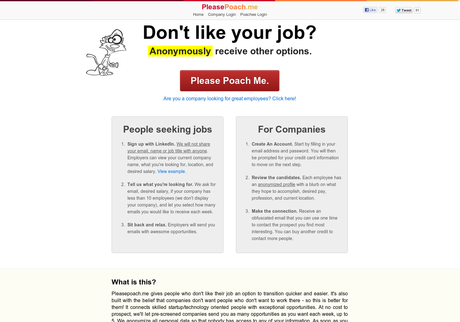 PleasePoach.me
Home Company Login Poachee Login
Like
Tweet
Don't like your job?
Anonymously receive other options.
Please Poach Me.
Are you a company looking for great employees? Click here!
People seeking jobs
1. Sign up with LinkedIn. We will not share
your email, name or job title with anyone.
Employers can view your current company
name, what you're looking for, location, and
desired salary. View example.
2. Tell us what you're looking for. We ask for
email, desired salary, if your company has
less than 10 employees (we don't display
your company), and let you select how many
emails you would like to receive each week.
3. Sit back and relax. Employers will send you
emails with awesome opportunities.
For Companies
1. Create An Account. Start by filling in your
email address and password. You will then
be prompted for your credit card information
to move on the next step.
2. Review the candidates. Each employee has
an anonymized profile with a blurb on what
they hope to accomplish, desired pay,
profession, and current location.
3. Make the connection. Receive an
obfuscated email that you can use one time
to contact the prospect you find most
interesting. You can buy another credit to
contact more people.
What is this?
Pleasepoach.me gives people who don't like their job an option to transition quicker and easier. It's also
built with the belief that companies don't want people who don't want to work there - so this is better for
them! It connects skilled startup/technology oriented people with exceptional opportunities. At no cost to
prospect, we'll let pre-screened companies send you as many opportunities as you want each week, up to
5. We anonymize all personal data so that nobody has access to any of your information. As soon as you